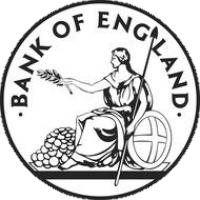 · BANK OF ENGLAND ·